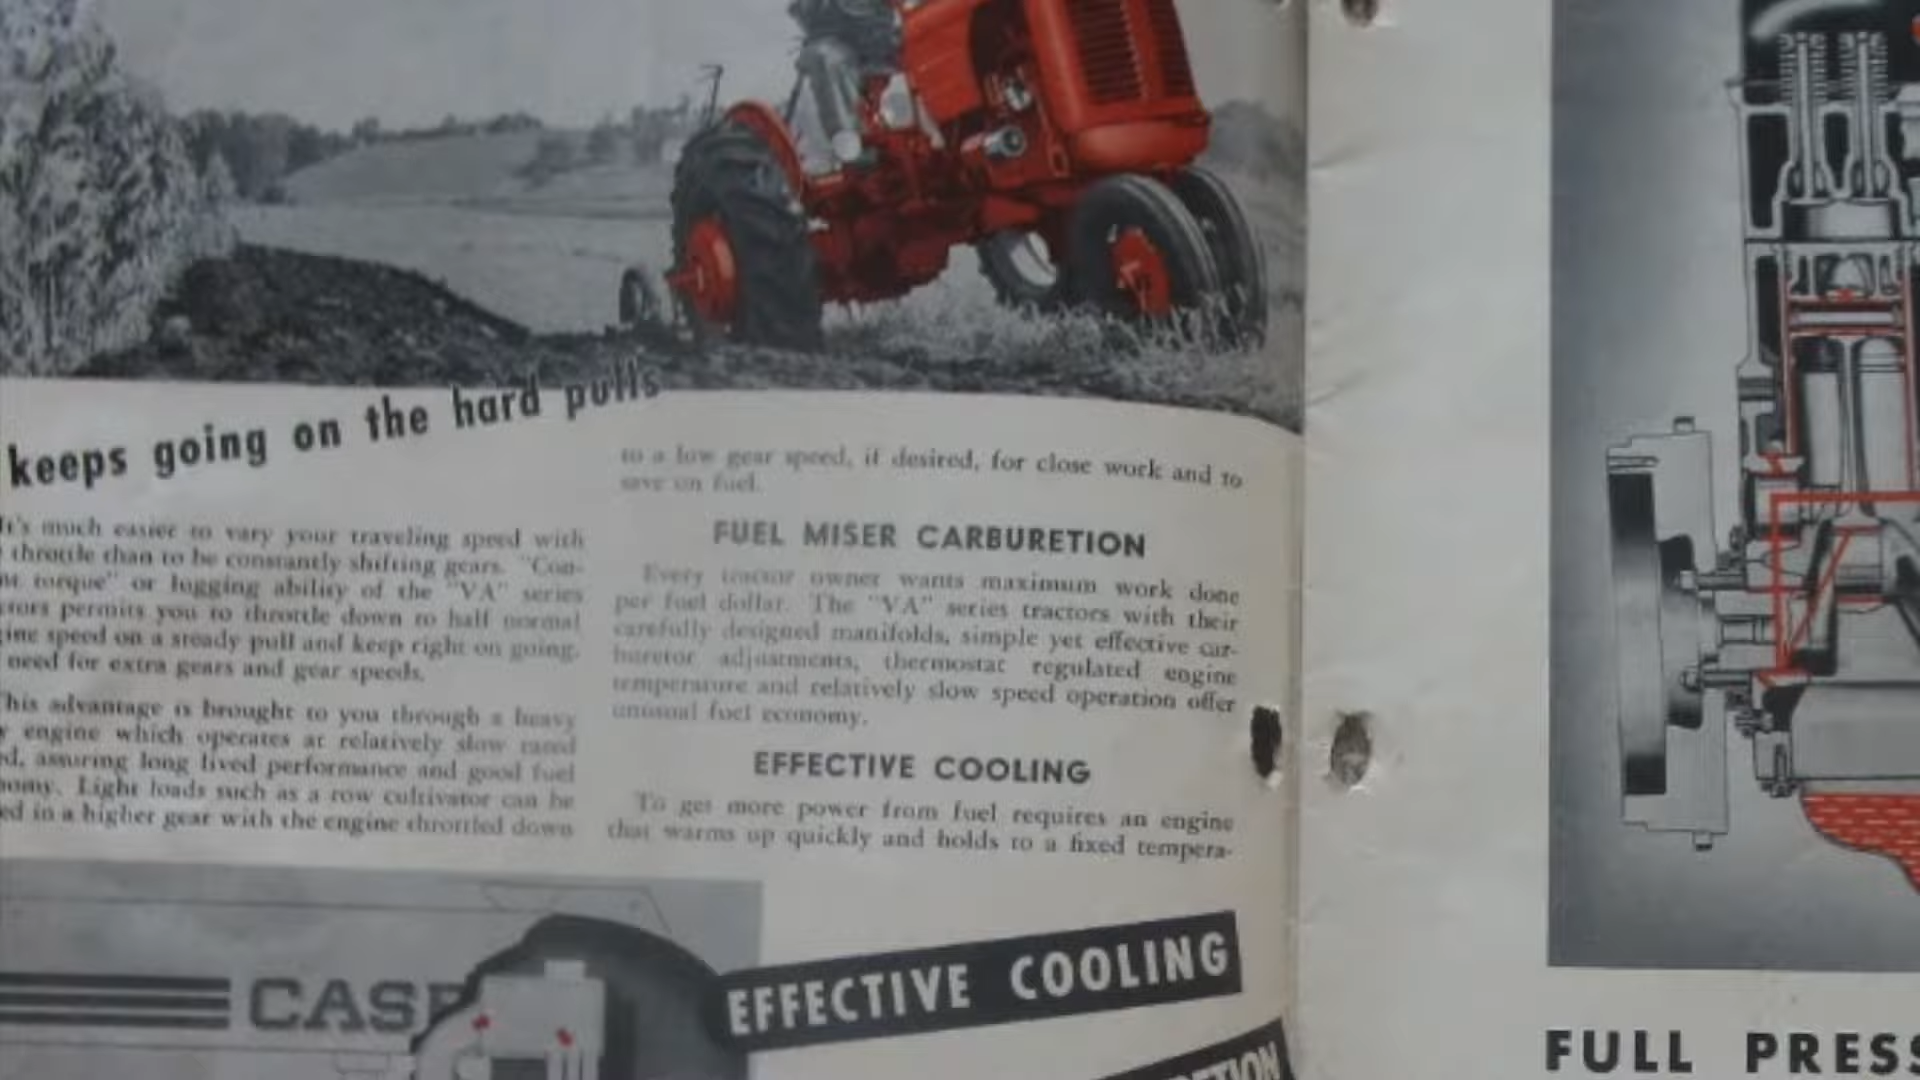 keeps going on the hard pulls
It's much easier to vary your traveling speed with
throttle than to be constantly shifting gears. "Con-
nt torque" or lugging ability of the "VA" series
ctors permits you to throttle down to half normal
gine speed on a steady pull and keep right on going.
need for extra gears and gear speeds.
This advantage is brought to you through a heavy
y engine which operates at relatively slow rated
ed, assuring long lived performance and good fuel
nomy. Light loads such as a row cultivator can be
ed in a higher gear with the engine throttled down
to a low gear speed, if desired, for close work and to
save on fuel.
FUEL MISER CARBURETION
Every tractor owner wants maximum work done
per fuel dollar. The "VA" series tractors with their
carefully designed manifolds, simple yet effective car-
buretor adjustments, thermostat regulated engine
temperature and relatively slow speed operation offer
unusual fuel economy.
EFFECTIVE COOLING
To get more power from fuel requires an engine
that warms up quickly and holds to a fixed tempera-
CASE
EFFECTIVE COOLING
RETION
FULL PRESS